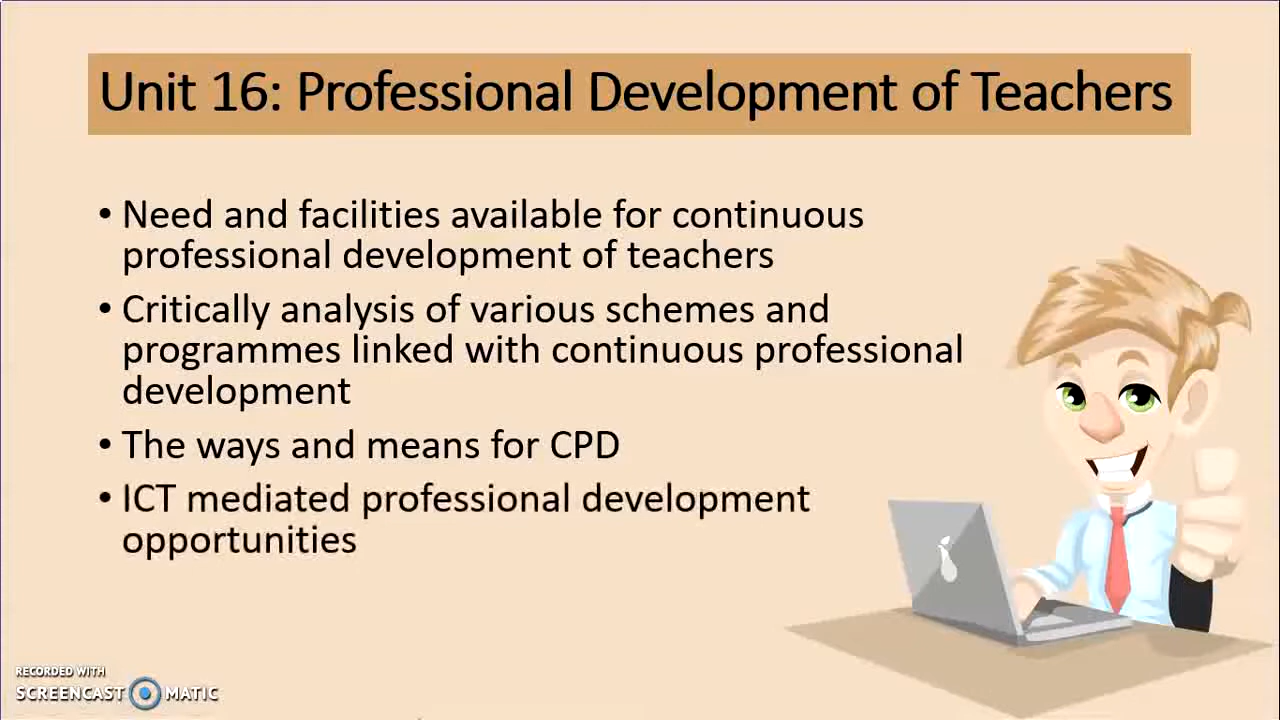 Unit 16: Professional Development of Teachers
• Need and facilities available for continuous
professional development of teachers
• Critically analysis of various schemes and
programmes linked with continuous professional
development
• The ways and means for CPD
• ICT mediated professional development
opportunities
RECORDED WITH
SCREENCAST MATIC